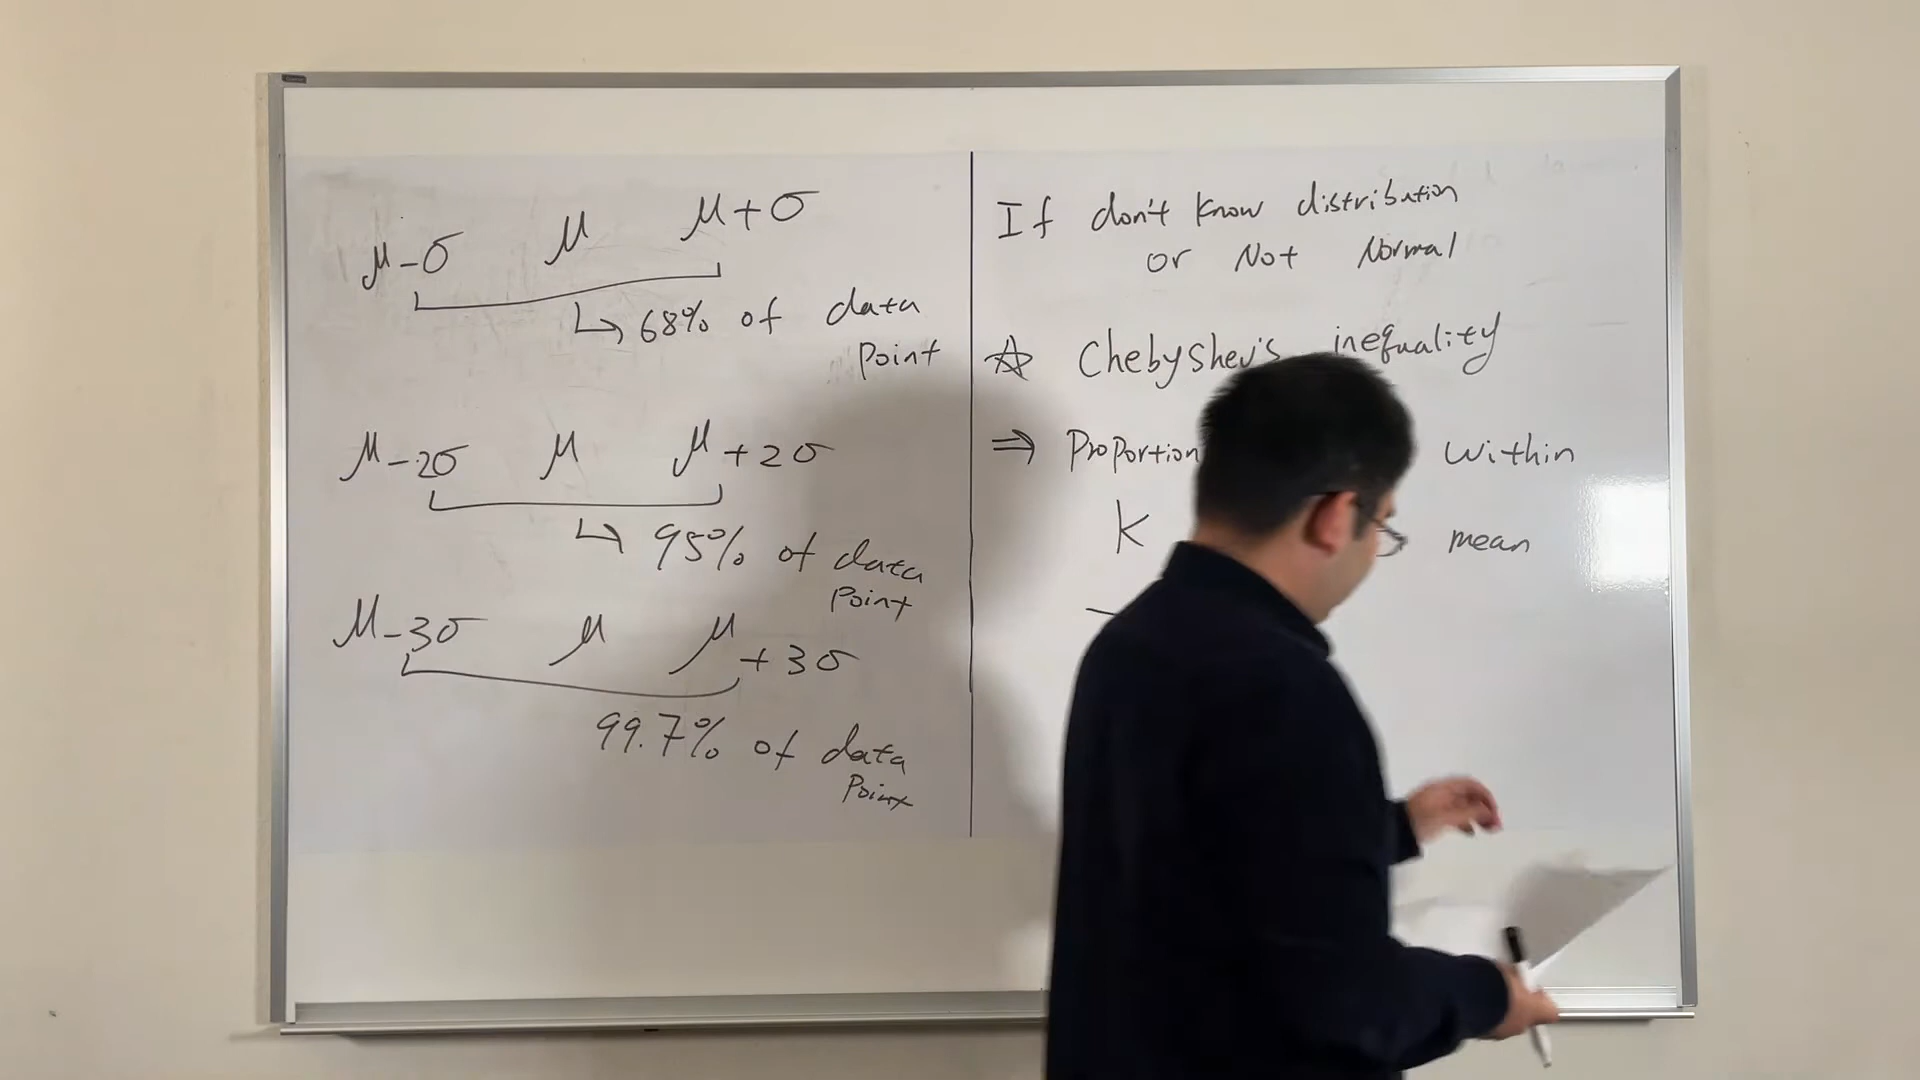 μ-σ μ μ+σ
↳ 68% of data
point
μ-2σ μ μ+2σ
↳ 95% of data
point
μ-3σ μ μ+3σ
99.7% of data
point
If don't know distribution
or Not Normal
☆ Chebyshev's inequality
⇒ Proportion within
K mean